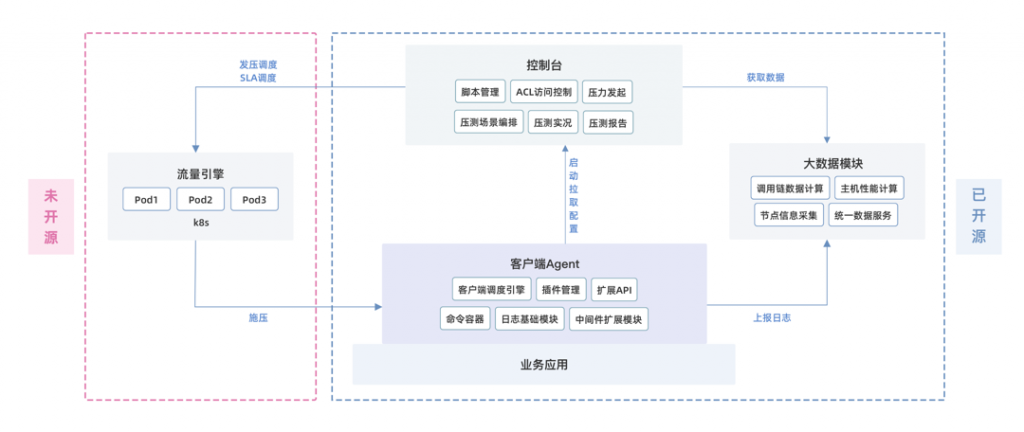 未开源
发压调度
SLA调度
流量引擎
Pod1 Pod2 Pod3
k8s
施压
控制台
脚本管理 ACL访问控制 压力发起
压测场景编排 压测实况 压测报告
启动拉取配置
客户端Agent
客户端调度引擎 插件管理 扩展API
命令容器 日志基础模块 中间件扩展模块
业务应用
获取数据
大数据模块
调用链数据计算 主机性能计算
节点信息采集 统一数据服务
上报日志
已开源